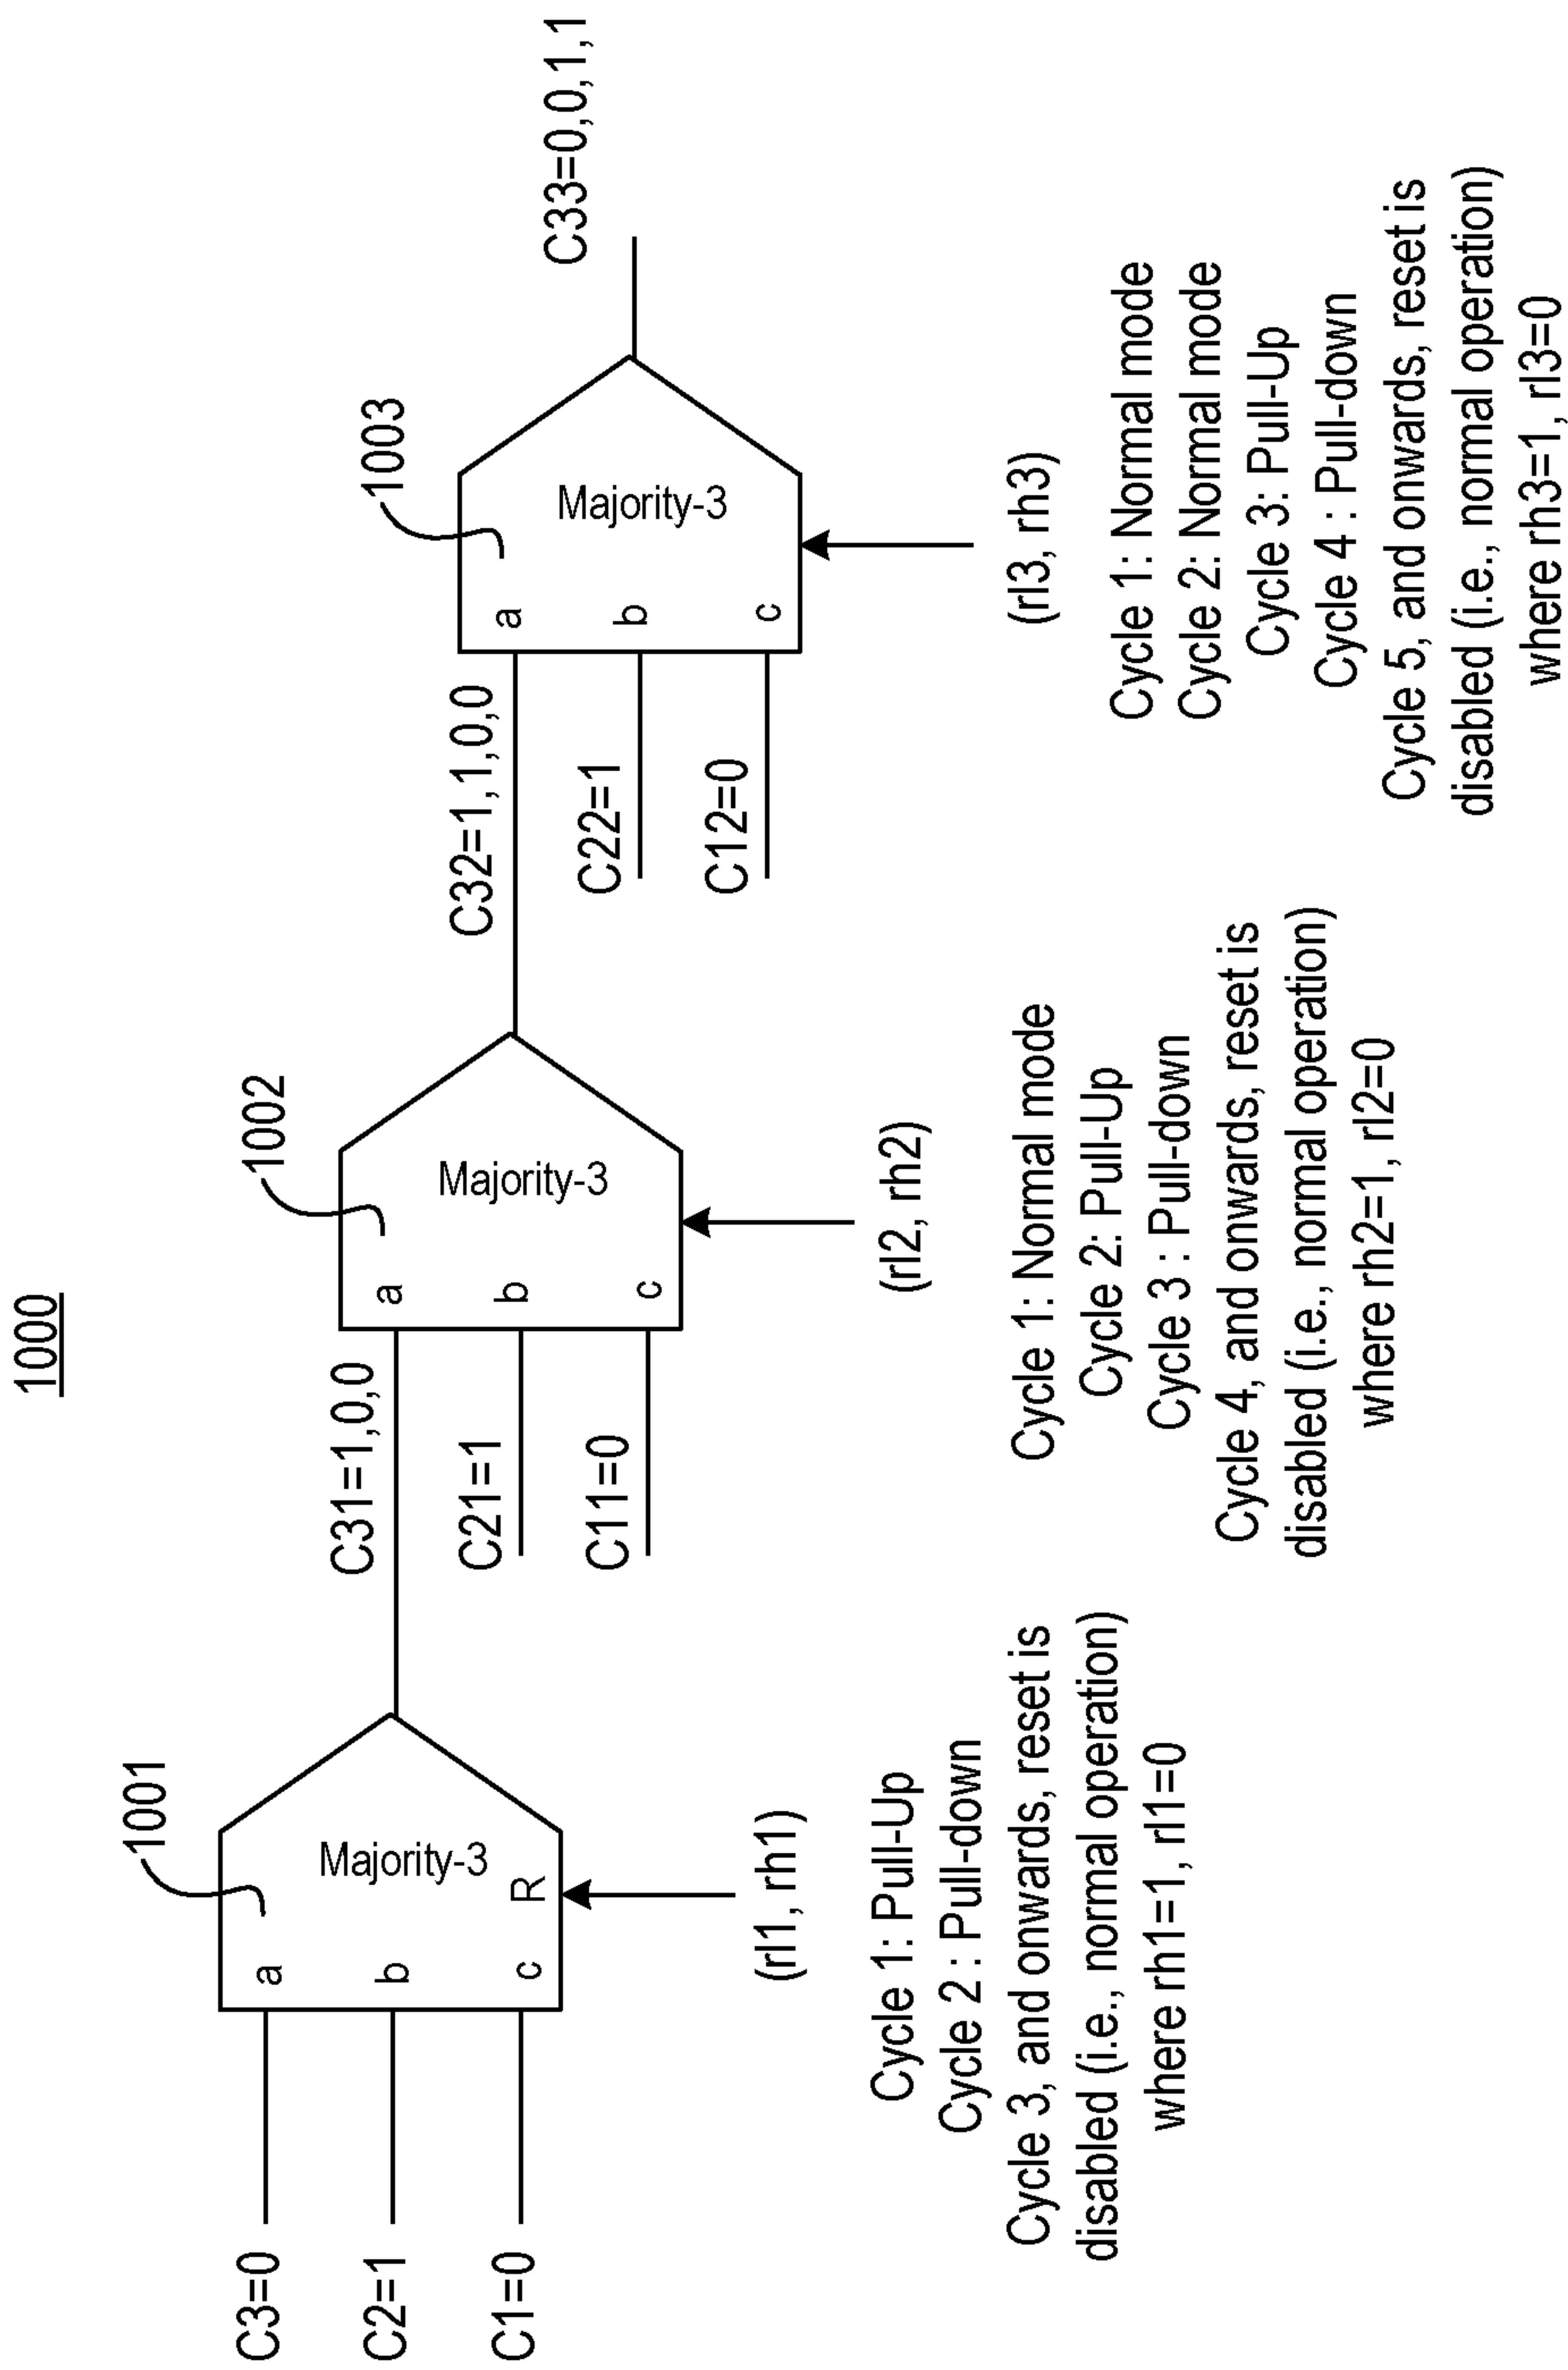 1000
1001
C3=0
C2=1
C1=0
a
b
c
R
Majority-3
(rl1, rh1)
Cycle 1: Pull-Up
Cycle 2 : Pull-down
Cycle 3, and onwards, reset is
disabled (i.e., normal operation)
where rh1=1, rl1=0
1002
C31=1,0,0
C21=1
C11=0
a
b
c
Majority-3
(rl2, rh2)
Cycle 1: Normal mode
Cycle 2: Pull-Up
Cycle 3 : Pull-down
Cycle 4, and onwards, reset is
disabled (i.e., normal operation)
where rh2=1, rl2=0
1003
C32=1,1,0,0
C22=1
C12=0
a
b
c
Majority-3
C33=0,0,1,1
(rl3, rh3)
Cycle 1: Normal mode
Cycle 2: Normal mode
Cycle 3: Pull-Up
Cycle 4 : Pull-down
Cycle 5, and onwards, reset is
disabled (i.e., normal operation)
where rh3=1, rl3=0